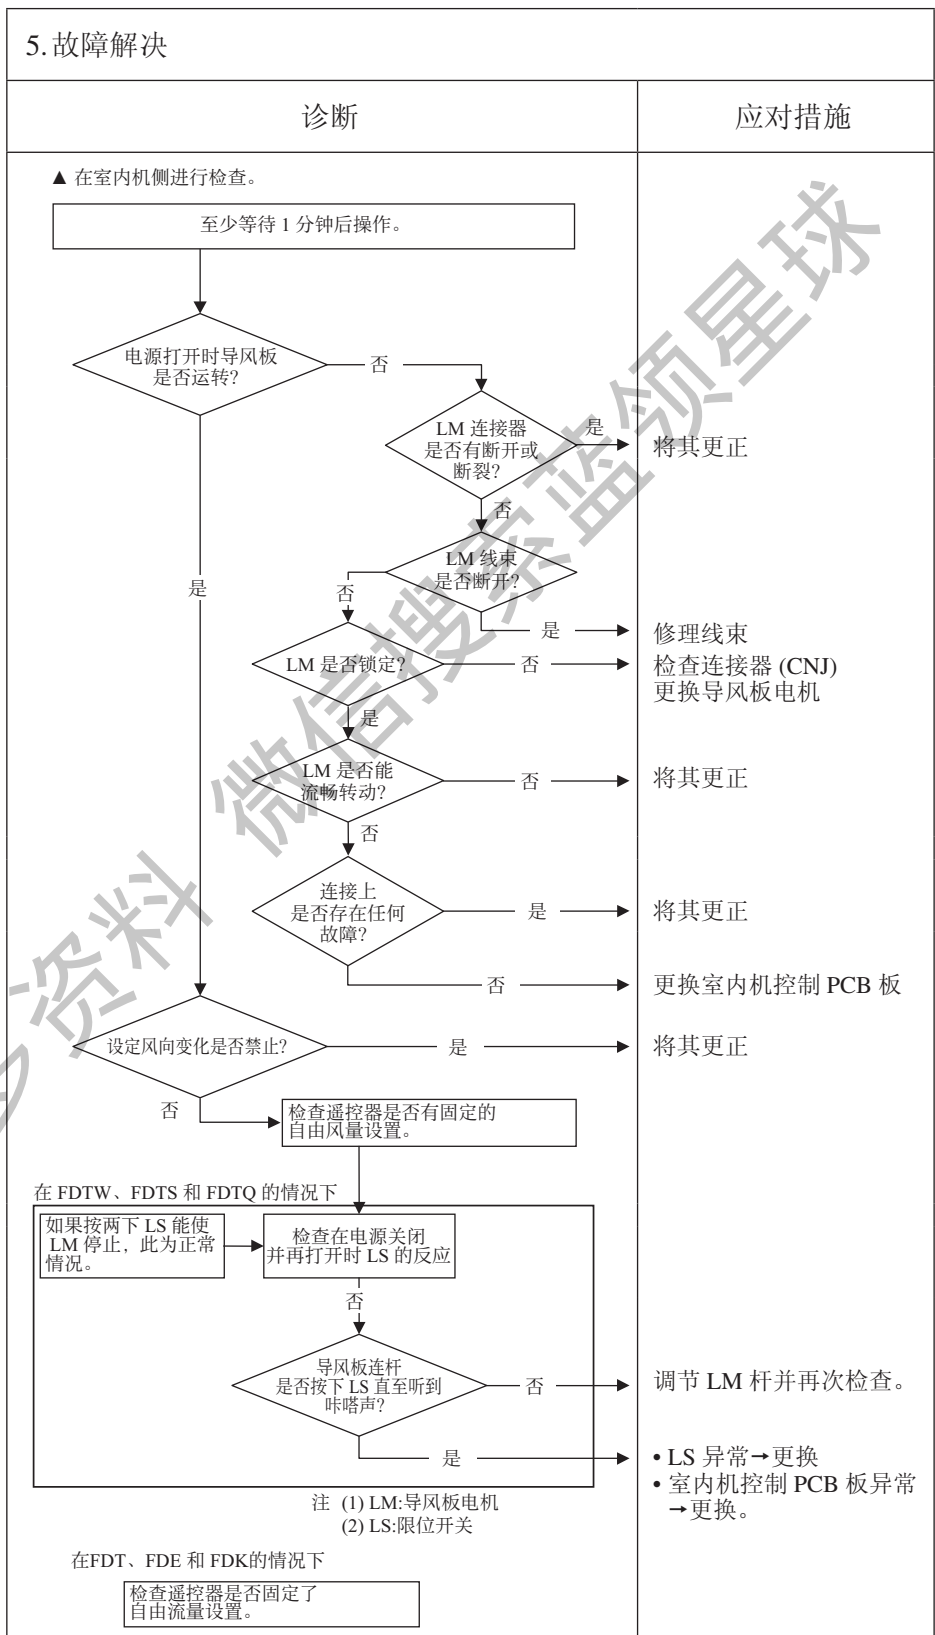 5.故障解决
诊断
应对措施
▲ 在室内机侧进行检查。
至少等待 1 分钟后操作。
电源打开时导风板
是否运转?
否
LM 连接器
是否有断开或
断裂?
是
将其更正
否
LM 线束
是否断开?
是
否
是
修理线束
LM 是否锁定?
否
检查连接器 (CNJ)
更换导风板电机
是
LM 是否能
流畅转动?
否
将其更正
否
连接上
是否存在任何
故障?
是
将其更正
否
更换室内机控制 PCB 板
设定风向变化是否禁止?
是
将其更正
否
检查遥控器是否有固定的
自由风量设置。
在 FDTW、FDTS 和 FDTQ 的情况下
如果按两下 LS 能使
LM 停止，此为正常
情况。
检查在电源关闭
并再打开时 LS 的反应
否
导风板连杆
是否按下 LS 直至听到
咔嗒声?
否
调节 LM 杆并再次检查。
是
• LS 异常→更换
• 室内机控制 PCB 板异常
→更换。
注 (1) LM:导风板电机
(2) LS:限位开关
在FDT、FDE 和 FDK的情况下
检查遥控器是否固定了
自由流量设置。
多资料 微信搜索蓝领星球